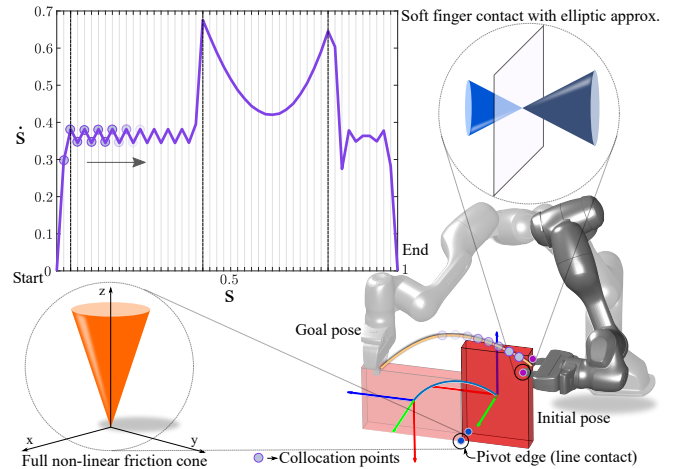 Soft finger contact with elliptic approx.
0.7
0.6
0.5
0.4
0.3
0.2
0.1
0
Ṡ
Start
0.5
S
End
1
z
x
y
Full non-linear friction cone
Goal pose
Initial pose
Collocation points
Pivot edge (line contact)